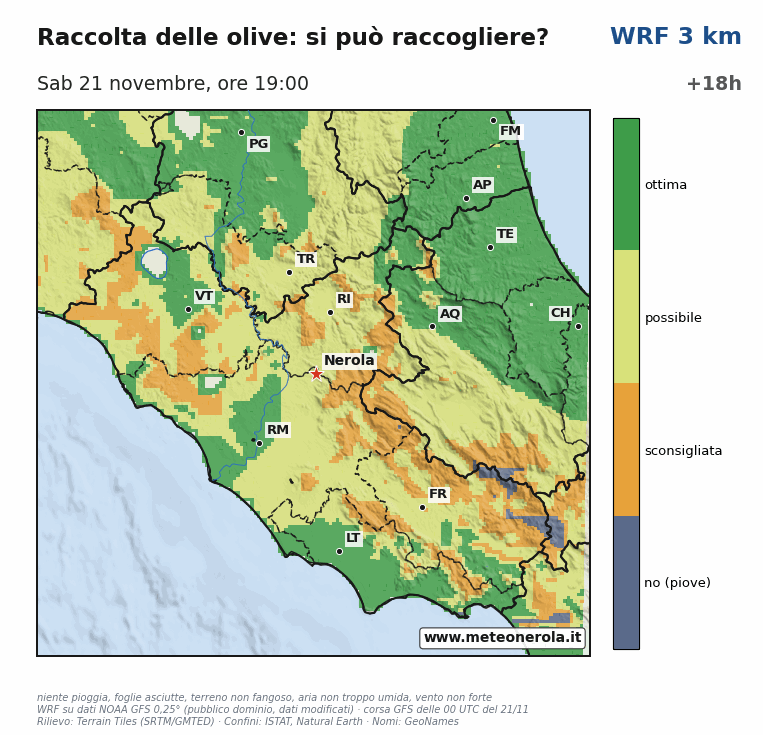 Raccolta delle olive: si può raccogliere?
WRF 3 km
Sab 21 novembre, ore 19:00
+18h
FM
PG
AP
TE
TR
VT
RI
AQ
CH
Nerola
RM
FR
LT
www.meteonerola.it
ottima
possibile
sconsigliata
no (piove)
niente pioggia, foglie asciutte, terreno non fangoso, aria non troppo umida, vento non forte
WRF su dati NOAA GFS 0,25° (pubblico dominio, dati modificati) · corsa GFS delle 00 UTC del 21/11
Rilievo: Terrain Tiles (SRTM/GMTED) · Confini: ISTAT, Natural Earth · Nomi: GeoNames